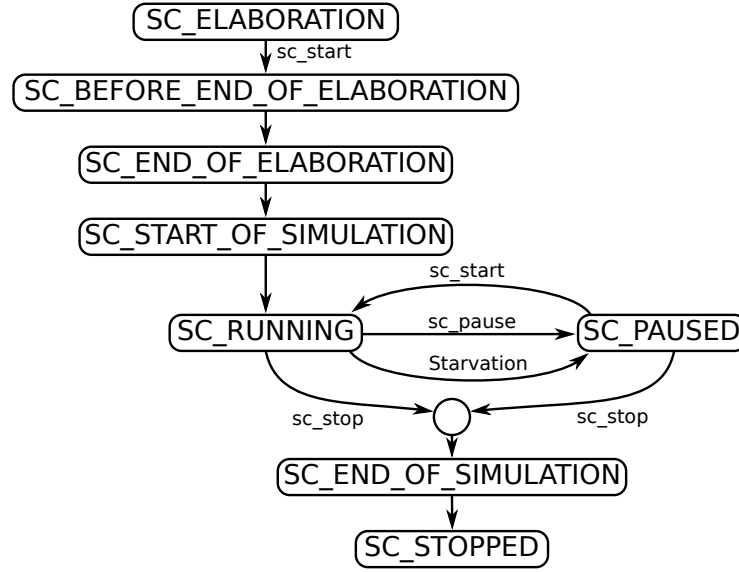 SC_ELABORATION
sc_start
SC_BEFORE_END_OF_ELABORATION
SC_END_OF_ELABORATION
SC_START_OF_SIMULATION
sc_start
SC_RUNNING
sc_pause
SC_PAUSED
Starvation
sc_stop
sc_stop
SC_END_OF_SIMULATION
SC_STOPPED